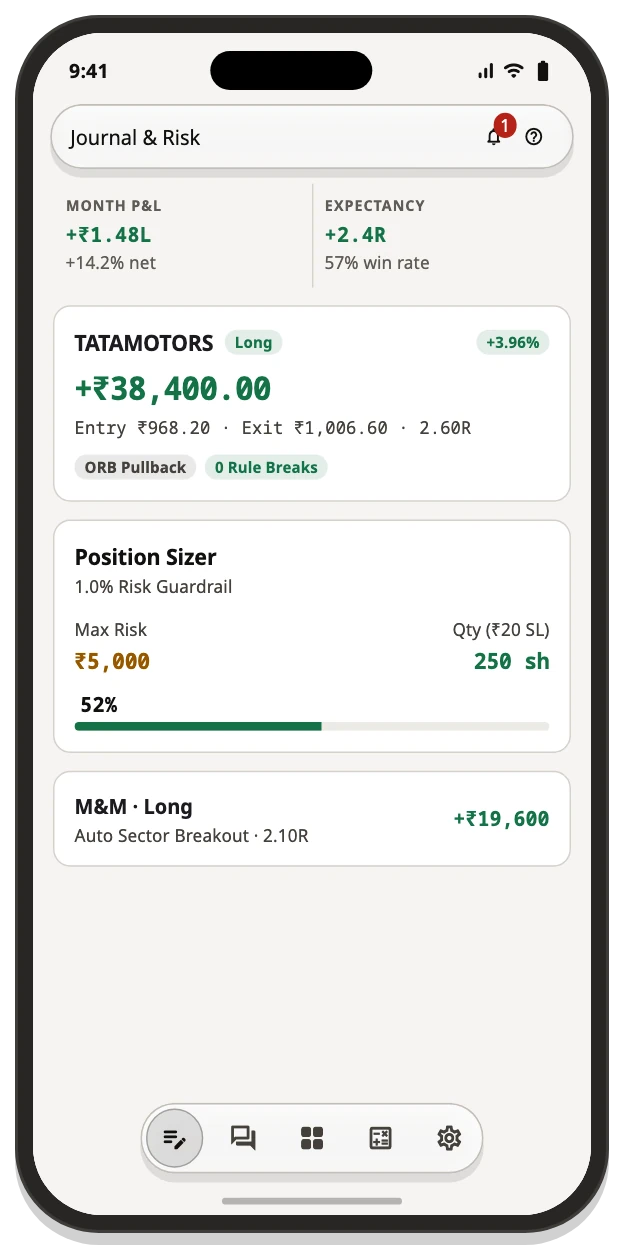 9:41
Journal & Risk
1
MONTH P&L
+₹1.48L
+14.2% net
EXPECTANCY
+2.4R
57% win rate
TATAMOTORS Long +3.96%
+₹38,400.00
Entry ₹968.20 · Exit ₹1,006.60 · 2.60R
ORB Pullback 0 Rule Breaks
Position Sizer
1.0% Risk Guardrail
Max Risk Qty (₹20 SL)
₹5,000 250 sh
52%
M&M · Long
Auto Sector Breakout · 2.10R
+₹19,600